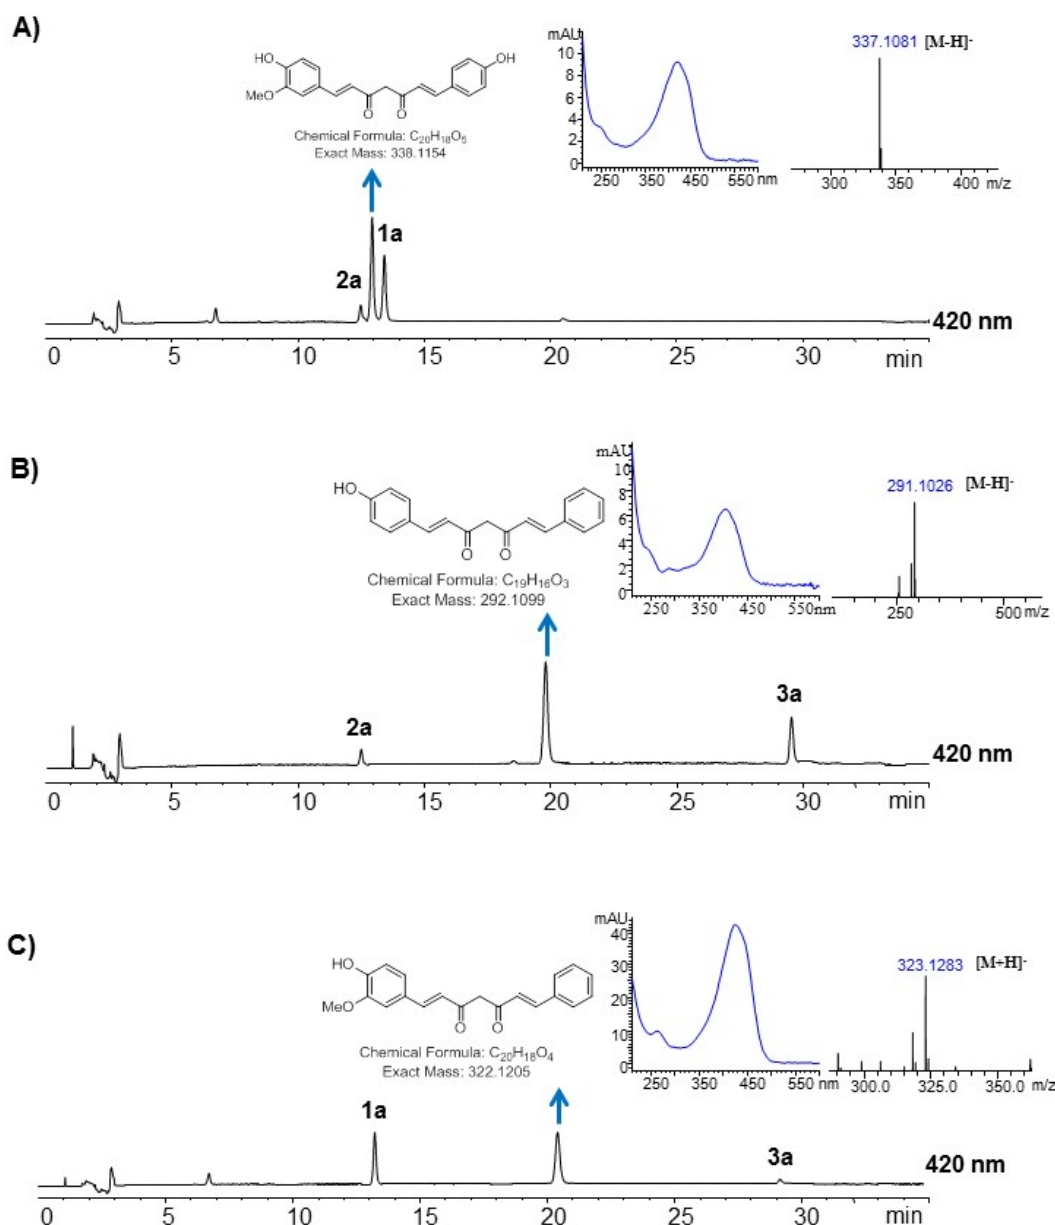 A)
HO
OH
MeO
O
O
Chemical Formula: C₂₀H₁₈O₅
Exact Mass: 338.1154
mAU
10
8
6
4
2
0
250 350 450 550 nm
337.1081 [M-H]⁻
300 350 400 m/z
2a
1a
420 nm
0 5 10 15 20 25 30 min
B)
HO
O
O
Chemical Formula: C₁₉H₁₆O₃
Exact Mass: 292.1099
mAU
10
8
6
4
2
0
250 350 450 550nm
291.1026 [M-H]⁻
250 500 m/z
2a
3a
420 nm
0 5 10 15 20 25 min
C)
HO
MeO
O
O
Chemical Formula: C₂₀H₁₈O₄
Exact Mass: 322.1205
mAU
40
30
20
10
0
250 350 450 550 nm
323.1283 [M+H]⁻
300.0 325.0 350.0 m/z
1a
3a
420 nm
0 5 10 15 20 25 30 min